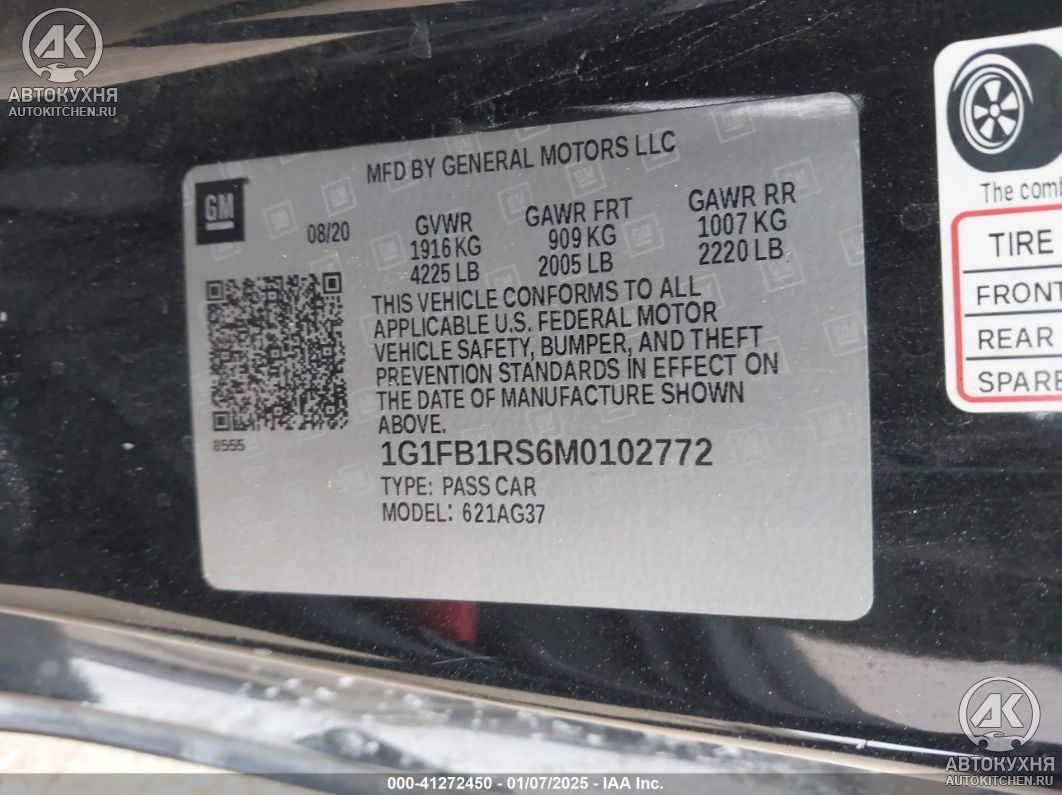 AK
АВТОКУХНЯ
AUTOKITCHEN.RU
MFD BY GENERAL MOTORS LLC
GM
08/20
GVWR
1916 KG
4225 LB
GAWR FRT
909 KG
2005 LB
GAWR RR
1007 KG
2220 LB
THIS VEHICLE CONFORMS TO ALL
APPLICABLE U.S. FEDERAL MOTOR
VEHICLE SAFETY, BUMPER, AND THEFT
PREVENTION STANDARDS IN EFFECT ON
THE DATE OF MANUFACTURE SHOWN
ABOVE.
8555
1G1FB1RS6M0102772
TYPE: PASS CAR
MODEL: 621AG37
The comb
TIRE
FRONT
REAR
SPARE
AK
АВТОКУХНЯ
AUTOKITCHEN.RU
000-41272450 - 01/07/2025 - IAA Inc.